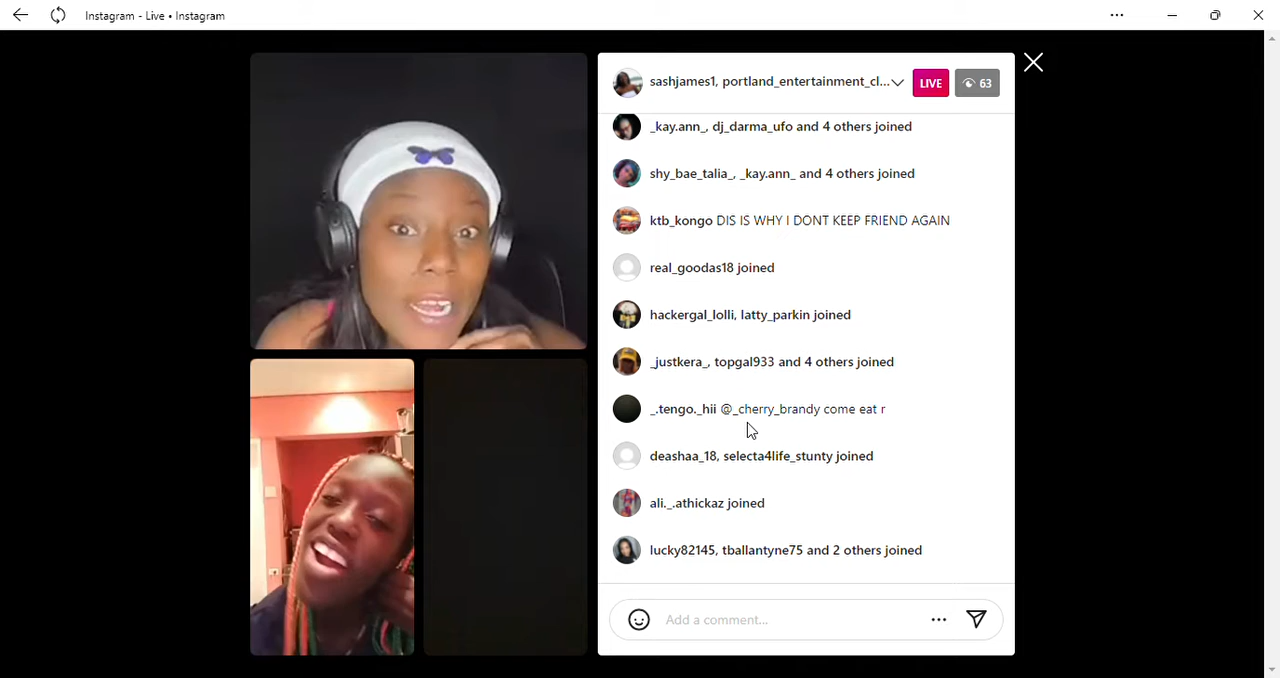 Instagram - Live • Instagram
sashjames1, portland_entertainment_cl...
LIVE
63
_kay.ann_, dj_darma_ufo and 4 others joined
shy_bae_talia_, _kay.ann_ and 4 others joined
ktb_kongo DIS IS WHY I DONT KEEP FRIEND AGAIN
real_goodas18 joined
hackergal_lolli, latty_parkin joined
_justkera_, topgal933 and 4 others joined
_.tengo._hii @_cherry_brandy come eat r
deashaa_18, selecta4life_stunty joined
ali._.athickaz joined
lucky82145, tballantyne75 and 2 others joined
Add a comment...